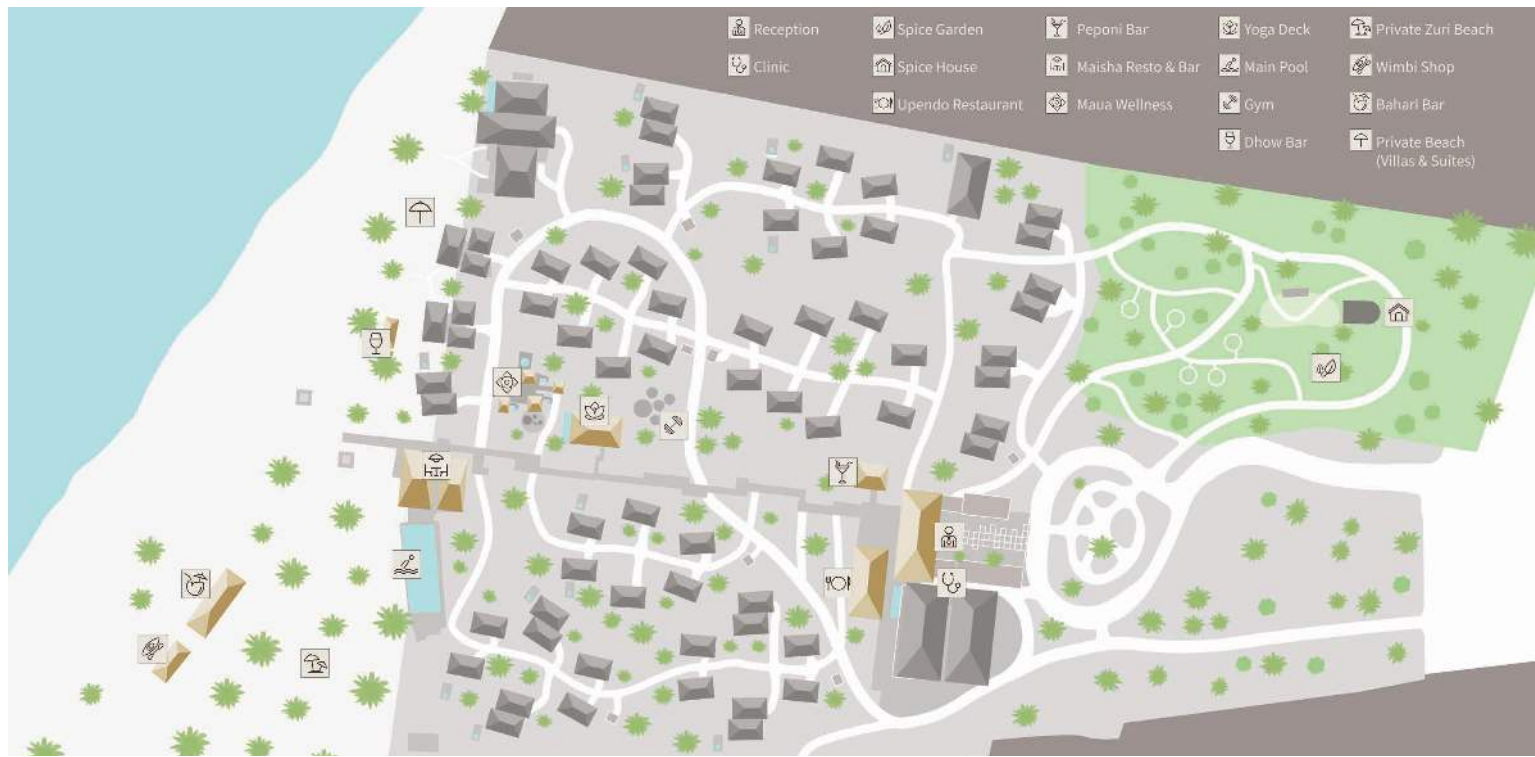 Reception
Clinic
Spice Garden
Spice House
Upendo Restaurant
Peponi Bar
Maisha Resto & Bar
Maua Wellness
Yoga Deck
Main Pool
Gym
Dhow Bar
Private Zuri Beach
Wimbi Shop
Bahari Bar
Private Beach
(Villas & Suites)